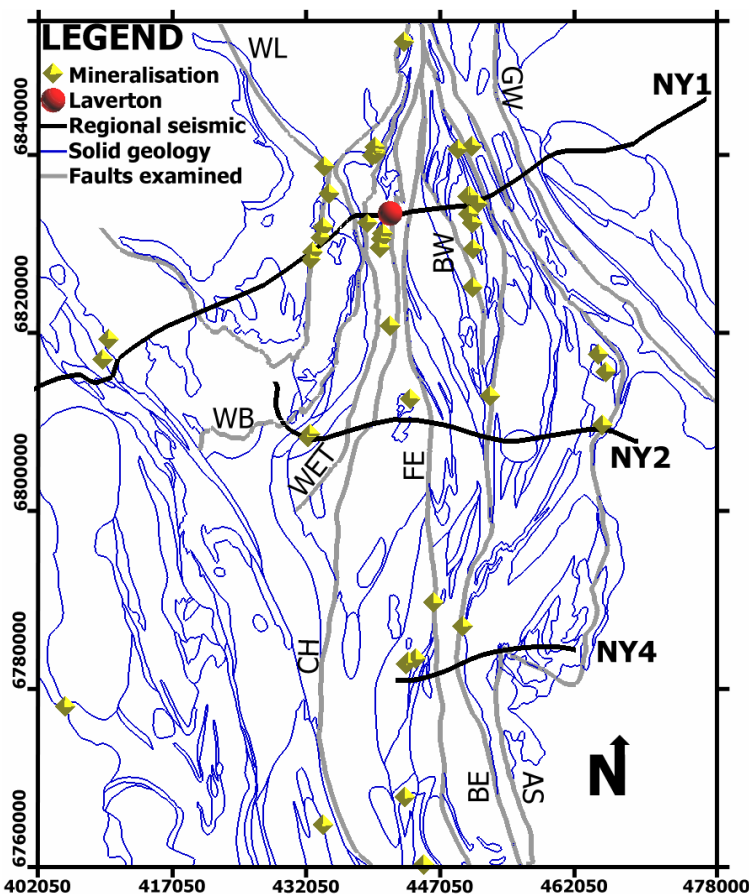 LEGEND
Mineralisation
Laverton
Regional seismic
Solid geology
Faults examined
WL
GW
NY1
BW
WB
WET
FE
NY2
CH
NY4
BE
AS
N
6840000
6820000
6800000
6780000
6760000
402050
417050
432050
447050
462050
478000